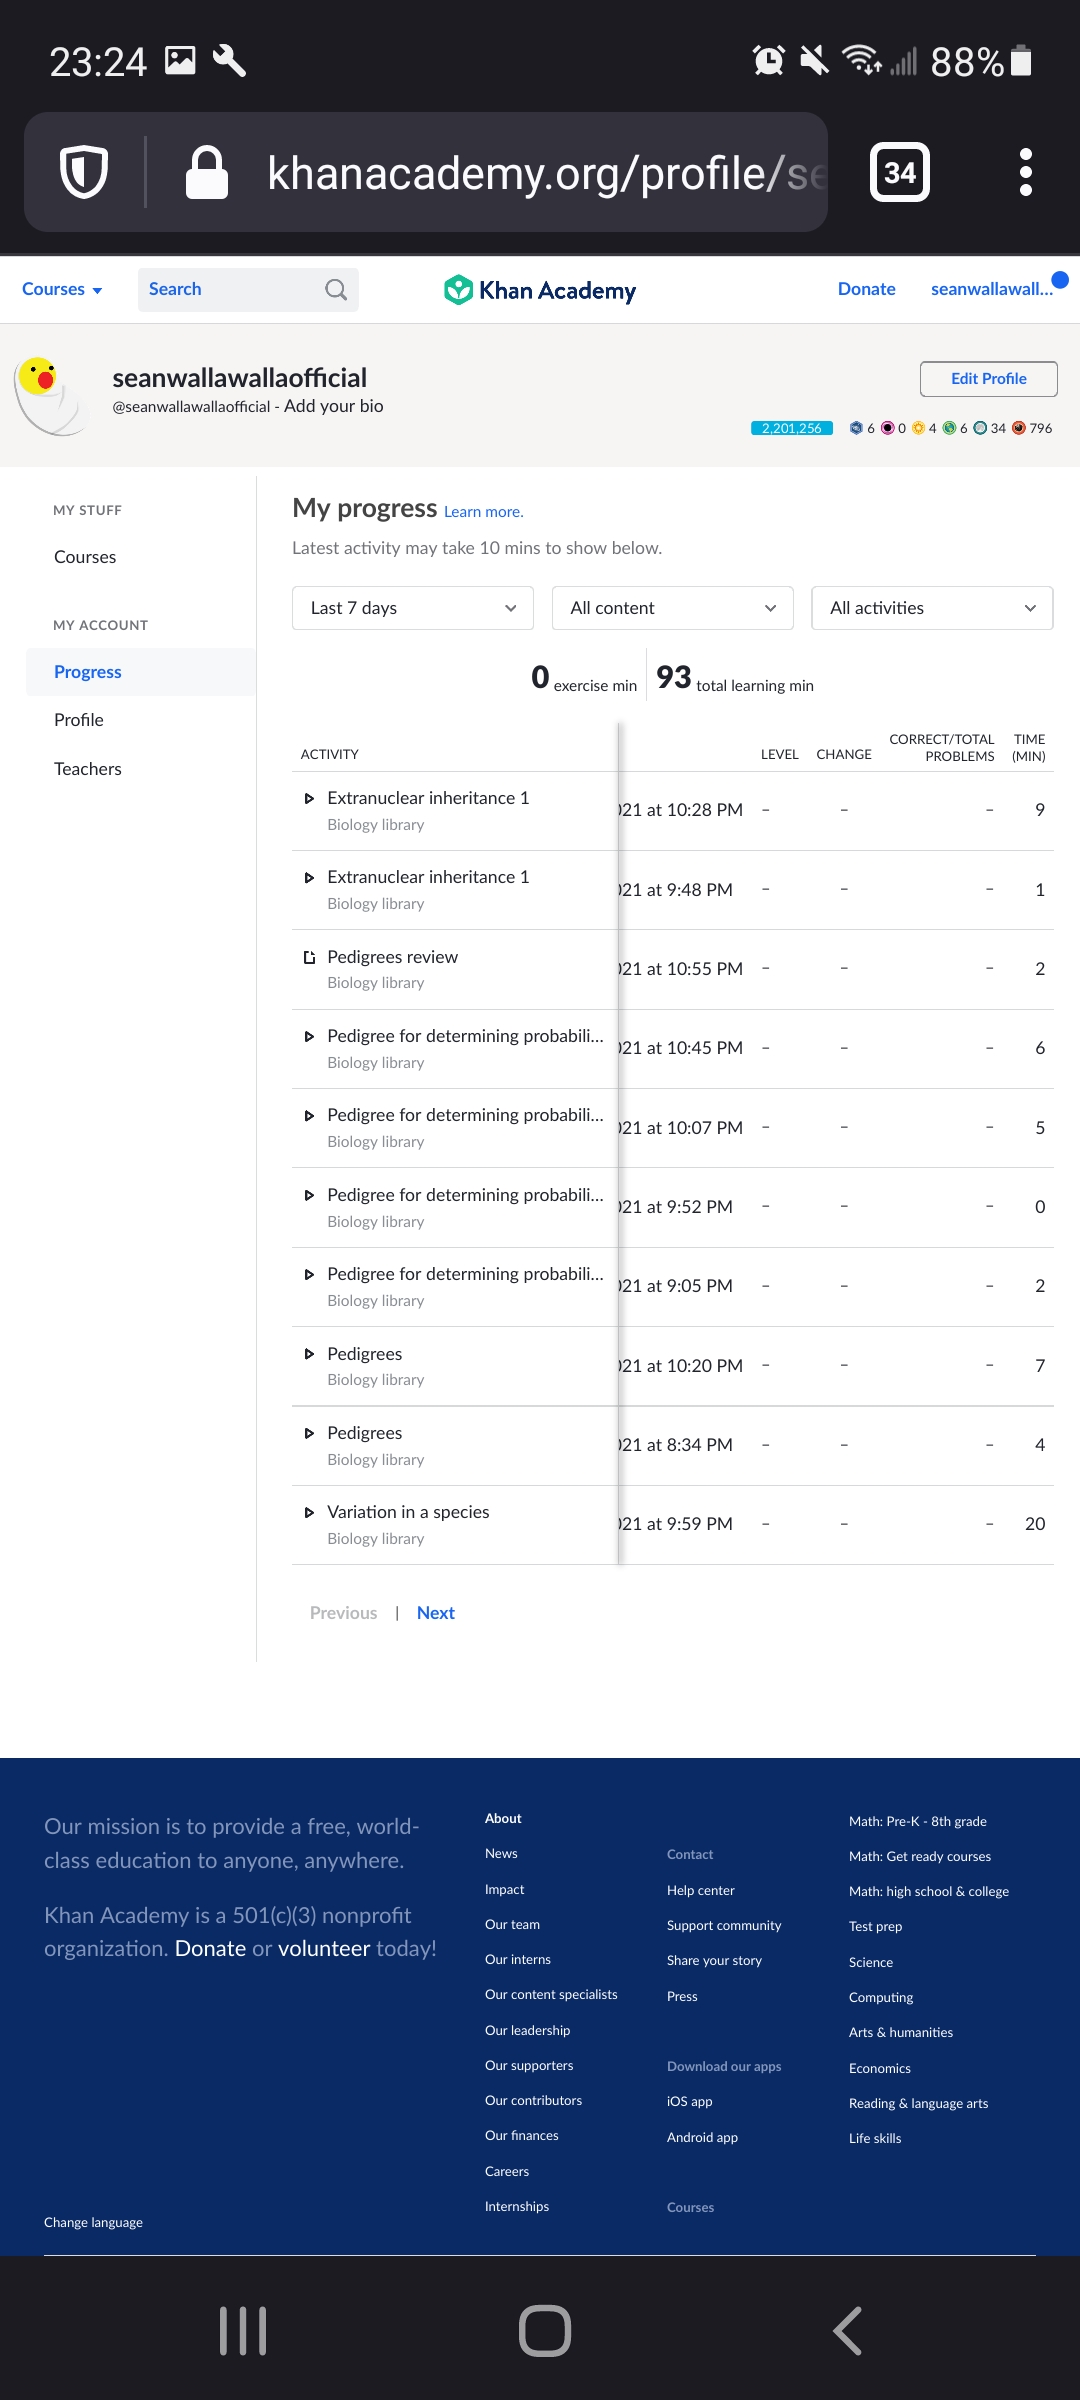 23:24
88%
khanacademy.org/profile/se
34
Courses
Search
Khan Academy
Donate
seanwallawall...
seanwallawallaofficial
@seanwallawallaofficial - Add your bio
Edit Profile
2,201,256 6 0 4 6 34 796
MY STUFF
Courses
MY ACCOUNT
Progress
Profile
Teachers
My progress Learn more.
Latest activity may take 10 mins to show below.
Last 7 days
All content
All activities
0 exercise min
93 total learning min
ACTIVITY LEVEL CHANGE CORRECT/TOTAL PROBLEMS TIME (MIN)
Extranuclear inheritance 1
Biology library
021 at 10:28 PM – – – 9
Extranuclear inheritance 1
Biology library
021 at 9:48 PM – – – 1
Pedigrees review
Biology library
021 at 10:55 PM – – – 2
Pedigree for determining probabili...
Biology library
021 at 10:45 PM – – – 6
Pedigree for determining probabili...
Biology library
021 at 10:07 PM – – – 5
Pedigree for determining probabili...
Biology library
021 at 9:52 PM – – – 0
Pedigree for determining probabili...
Biology library
021 at 9:05 PM – – – 2
Pedigrees
Biology library
021 at 10:20 PM – – – 7
Pedigrees
Biology library
021 at 8:34 PM – – – 4
Variation in a species
Biology library
021 at 9:59 PM – – – 20
Previous | Next
Our mission is to provide a free, world-
class education to anyone, anywhere.
Khan Academy is a 501(c)(3) nonprofit
organization. Donate or volunteer today!
Change language
About
News
Impact
Our team
Our interns
Our content specialists
Our leadership
Our supporters
Our contributors
Our finances
Careers
Internships
Contact
Help center
Support community
Share your story
Press
Download our apps
iOS app
Android app
Courses
Math: Pre-K - 8th grade
Math: Get ready courses
Math: high school & college
Test prep
Science
Computing
Arts & humanities
Economics
Reading & language arts
Life skills